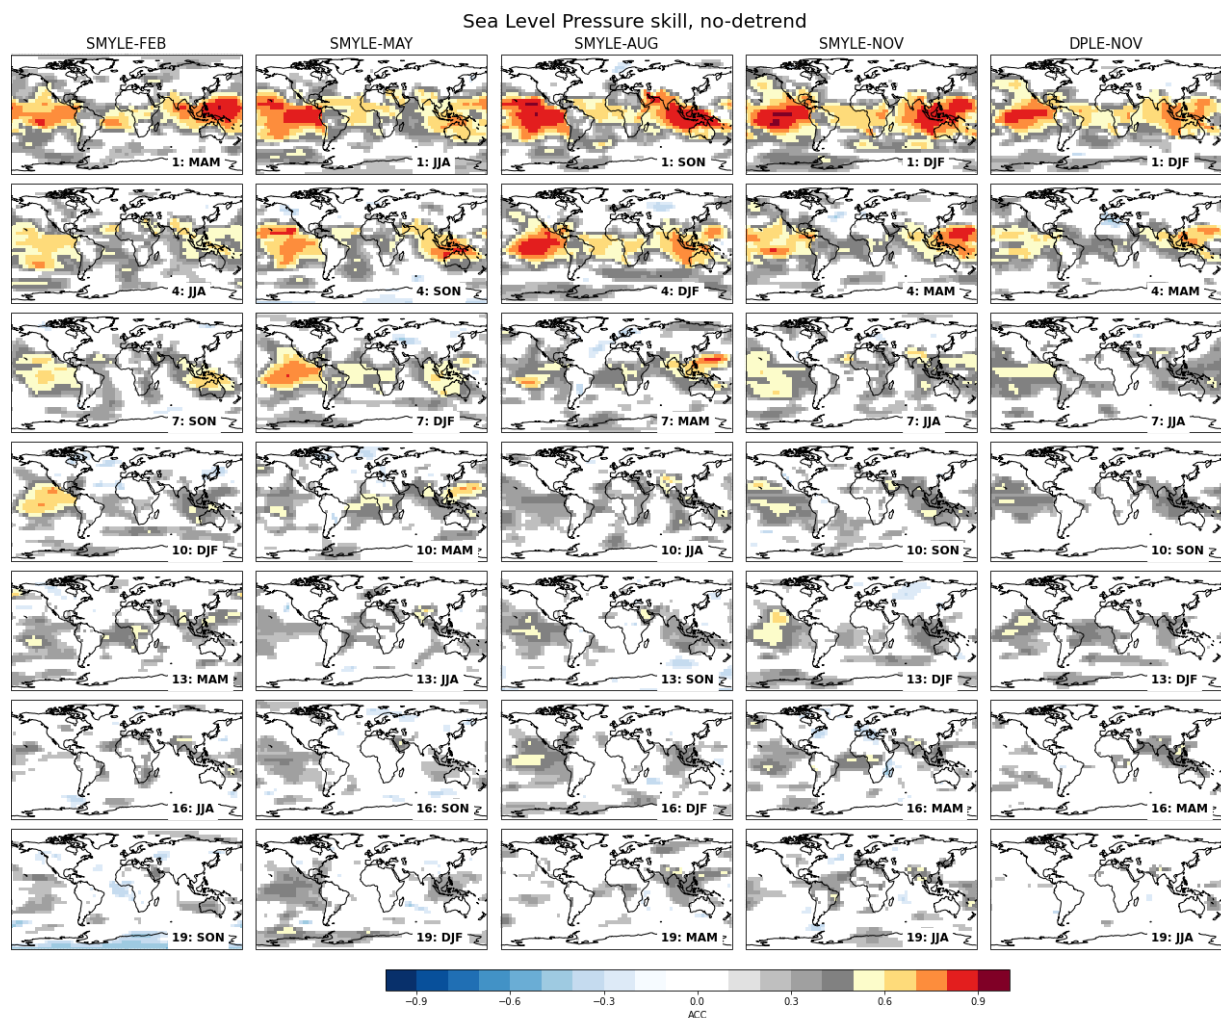 Sea Level Pressure skill, no-detrend
SMYLE-FEB SMYLE-MAY SMYLE-AUG SMYLE-NOV DPLE-NOV
1: MAM 1: JJA 1: SON 1: DJF 1: DJF
4: JJA 4: SON 4: DJF 4: MAM 4: MAM
7: SON 7: DJF 7: MAM 7: JJA 7: JJA
10: DJF 10: MAM 10: JJA 10: SON 10: SON
13: MAM 13: JJA 13: SON 13: DJF 13: DJF
16: JJA 16: SON 16: DJF 16: MAM 16: MAM
19: SON 19: DJF 19: MAM 19: JJA 19: JJA
−0.9 −0.6 −0.3 0.0 0.3 0.6 0.9
ACC